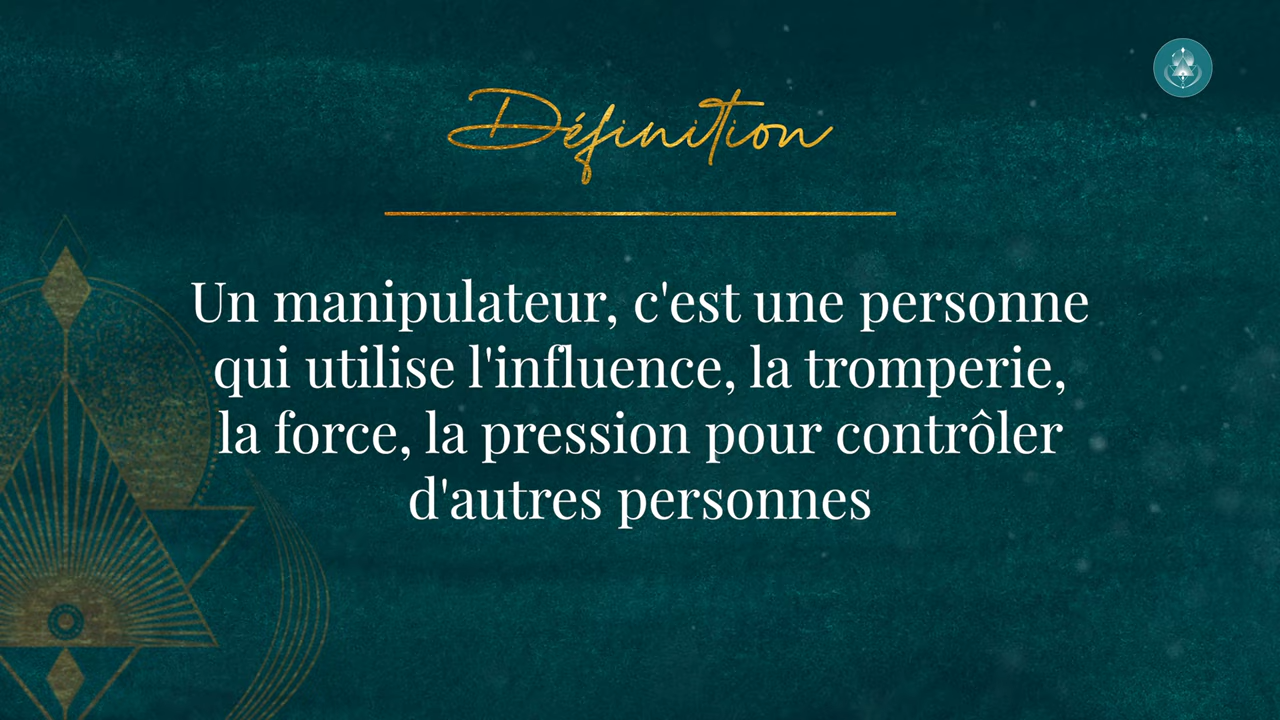 Définition
Un manipulateur, c'est une personne
qui utilise l'influence, la tromperie,
la force, la pression pour contrôler
d'autres personnes